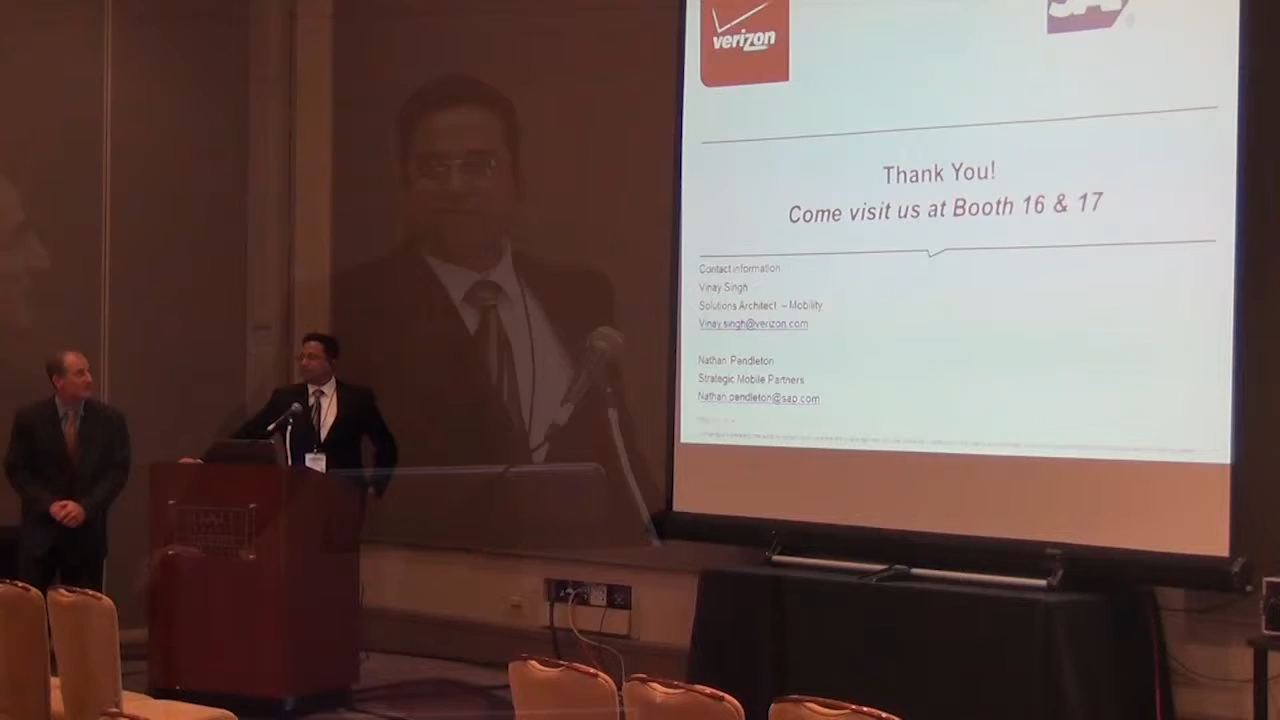 verizon
Thank You!
Come visit us at Booth 16 & 17
Contact information
Vinay Singh
Solutions Architect – Mobility
Vinay.singh@verizon.com
Nathan Pendleton
Strategic Mobile Partners
Nathan.pendleton@sap.com